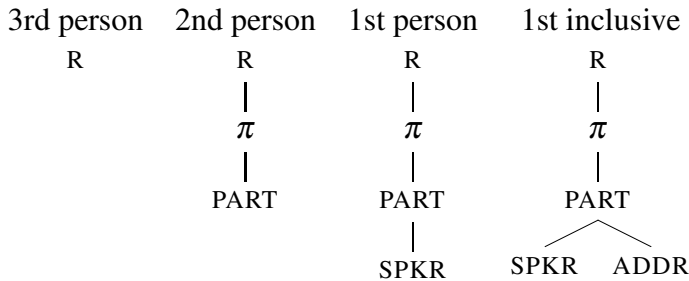 3rd person 2nd person 1st person 1st inclusive
R R R R
π π π
PART PART PART
SPKR SPKR ADDR